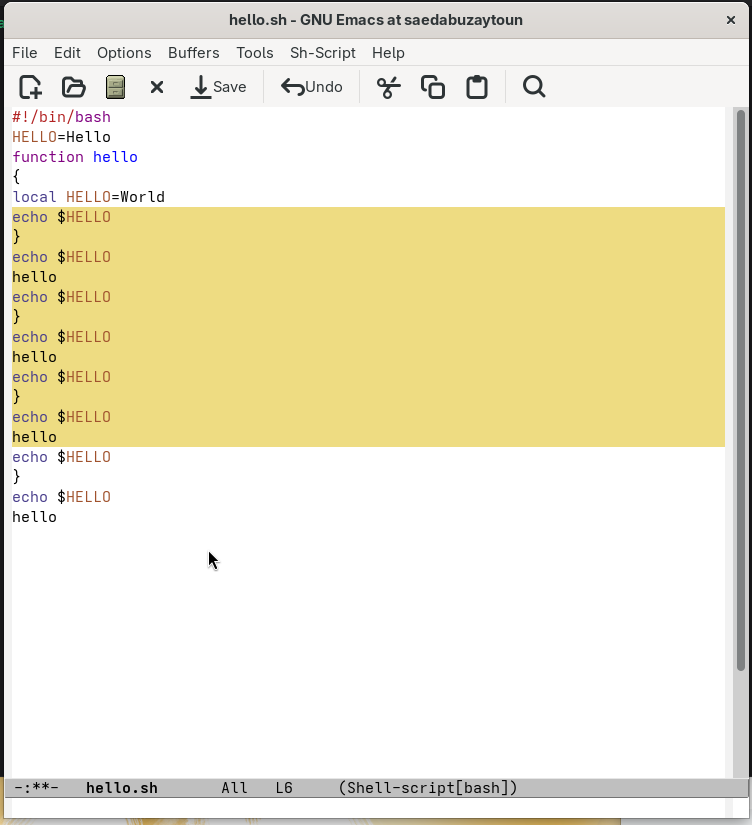 hello.sh - GNU Emacs at saedabuzaytoun
File Edit Options Buffers Tools Sh-Script Help
Save Undo
#!/bin/bash
HELLO=Hello
function hello
{
local HELLO=World
echo $HELLO
}
echo $HELLO
hello
echo $HELLO
}
echo $HELLO
hello
echo $HELLO
}
echo $HELLO
hello
echo $HELLO
}
echo $HELLO
hello
-:**- hello.sh All L6 (Shell-script[bash])